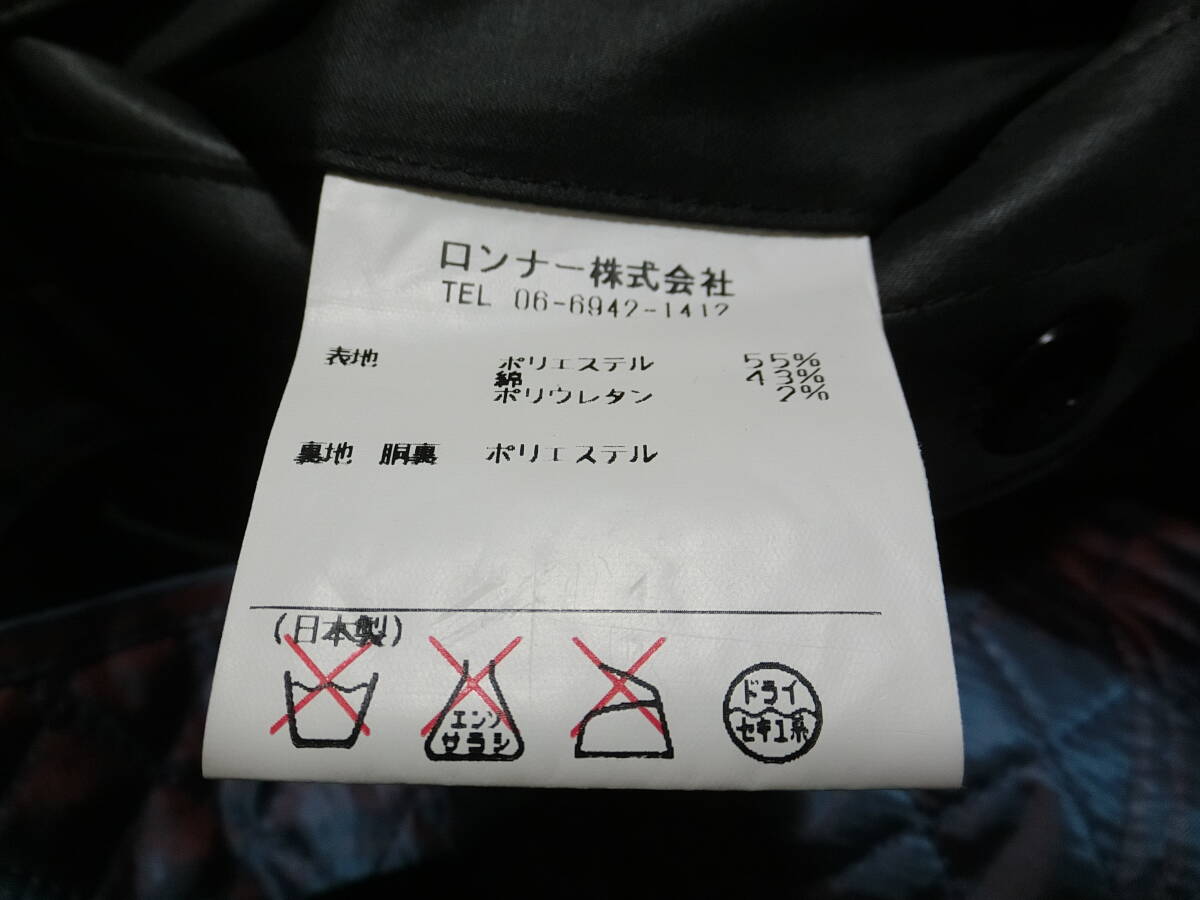 ロンナー株式会社
TEL 06-6942-1412
表地 ポリエステル 55%
綿 43%
ポリウレタン 2%
裏地 胴裏 ポリエステル
(日本製)
エンソ
サラシ
ドライ
セキユ系